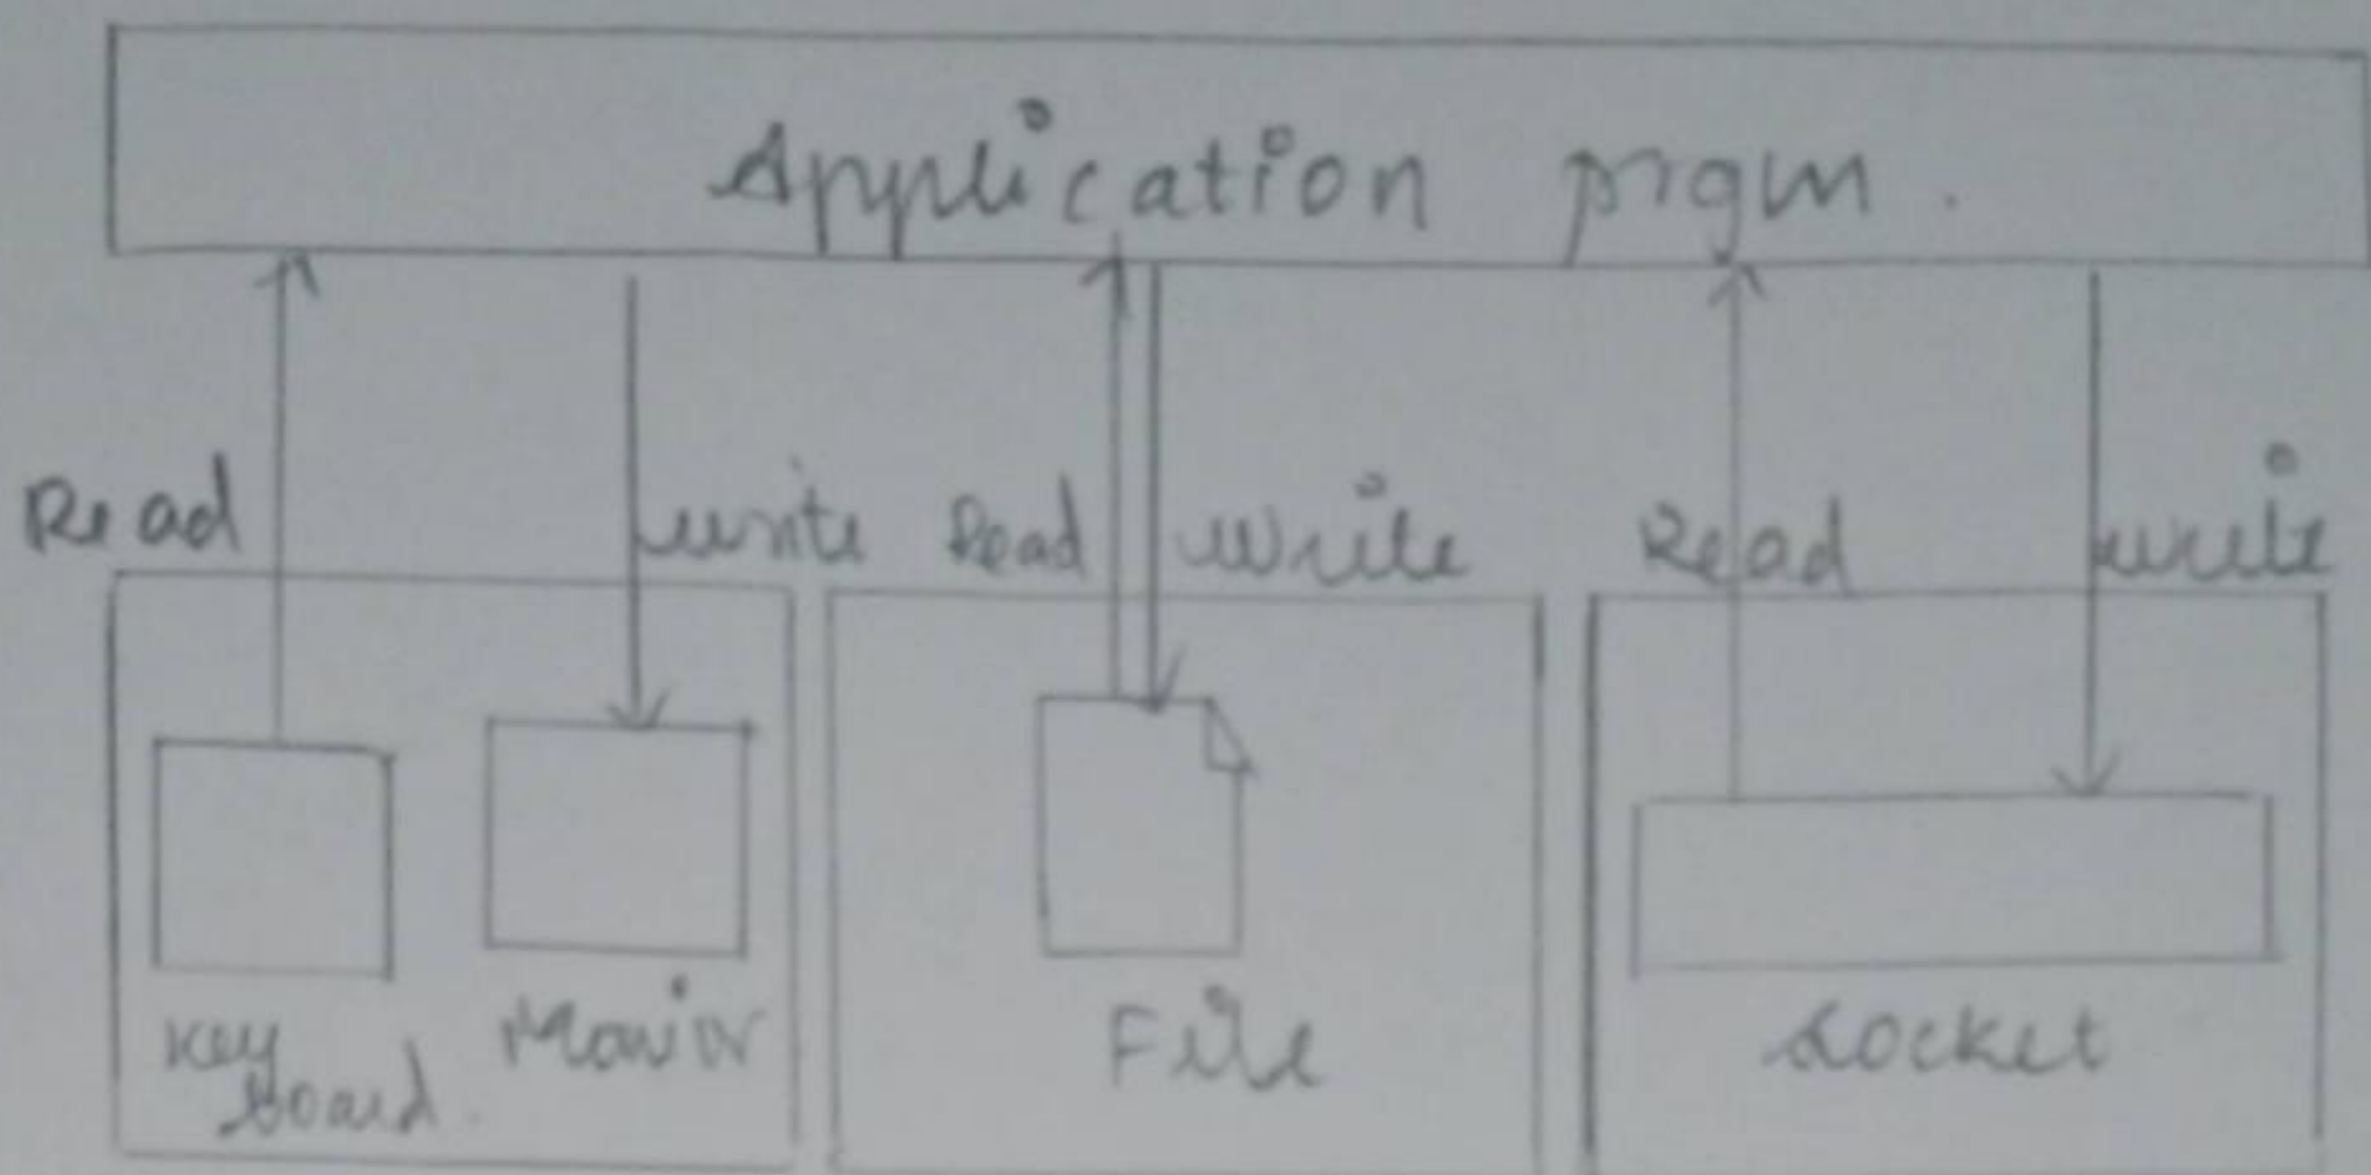 Application prgm.
Read write Read write Read write
Key Monitor File Socket
Board.